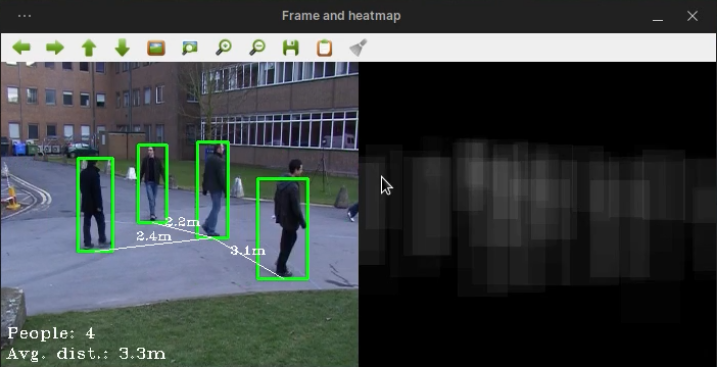 Frame and heatmap
2.2m
2.4m
3.1m
People: 4
Avg. dist.: 3.3m